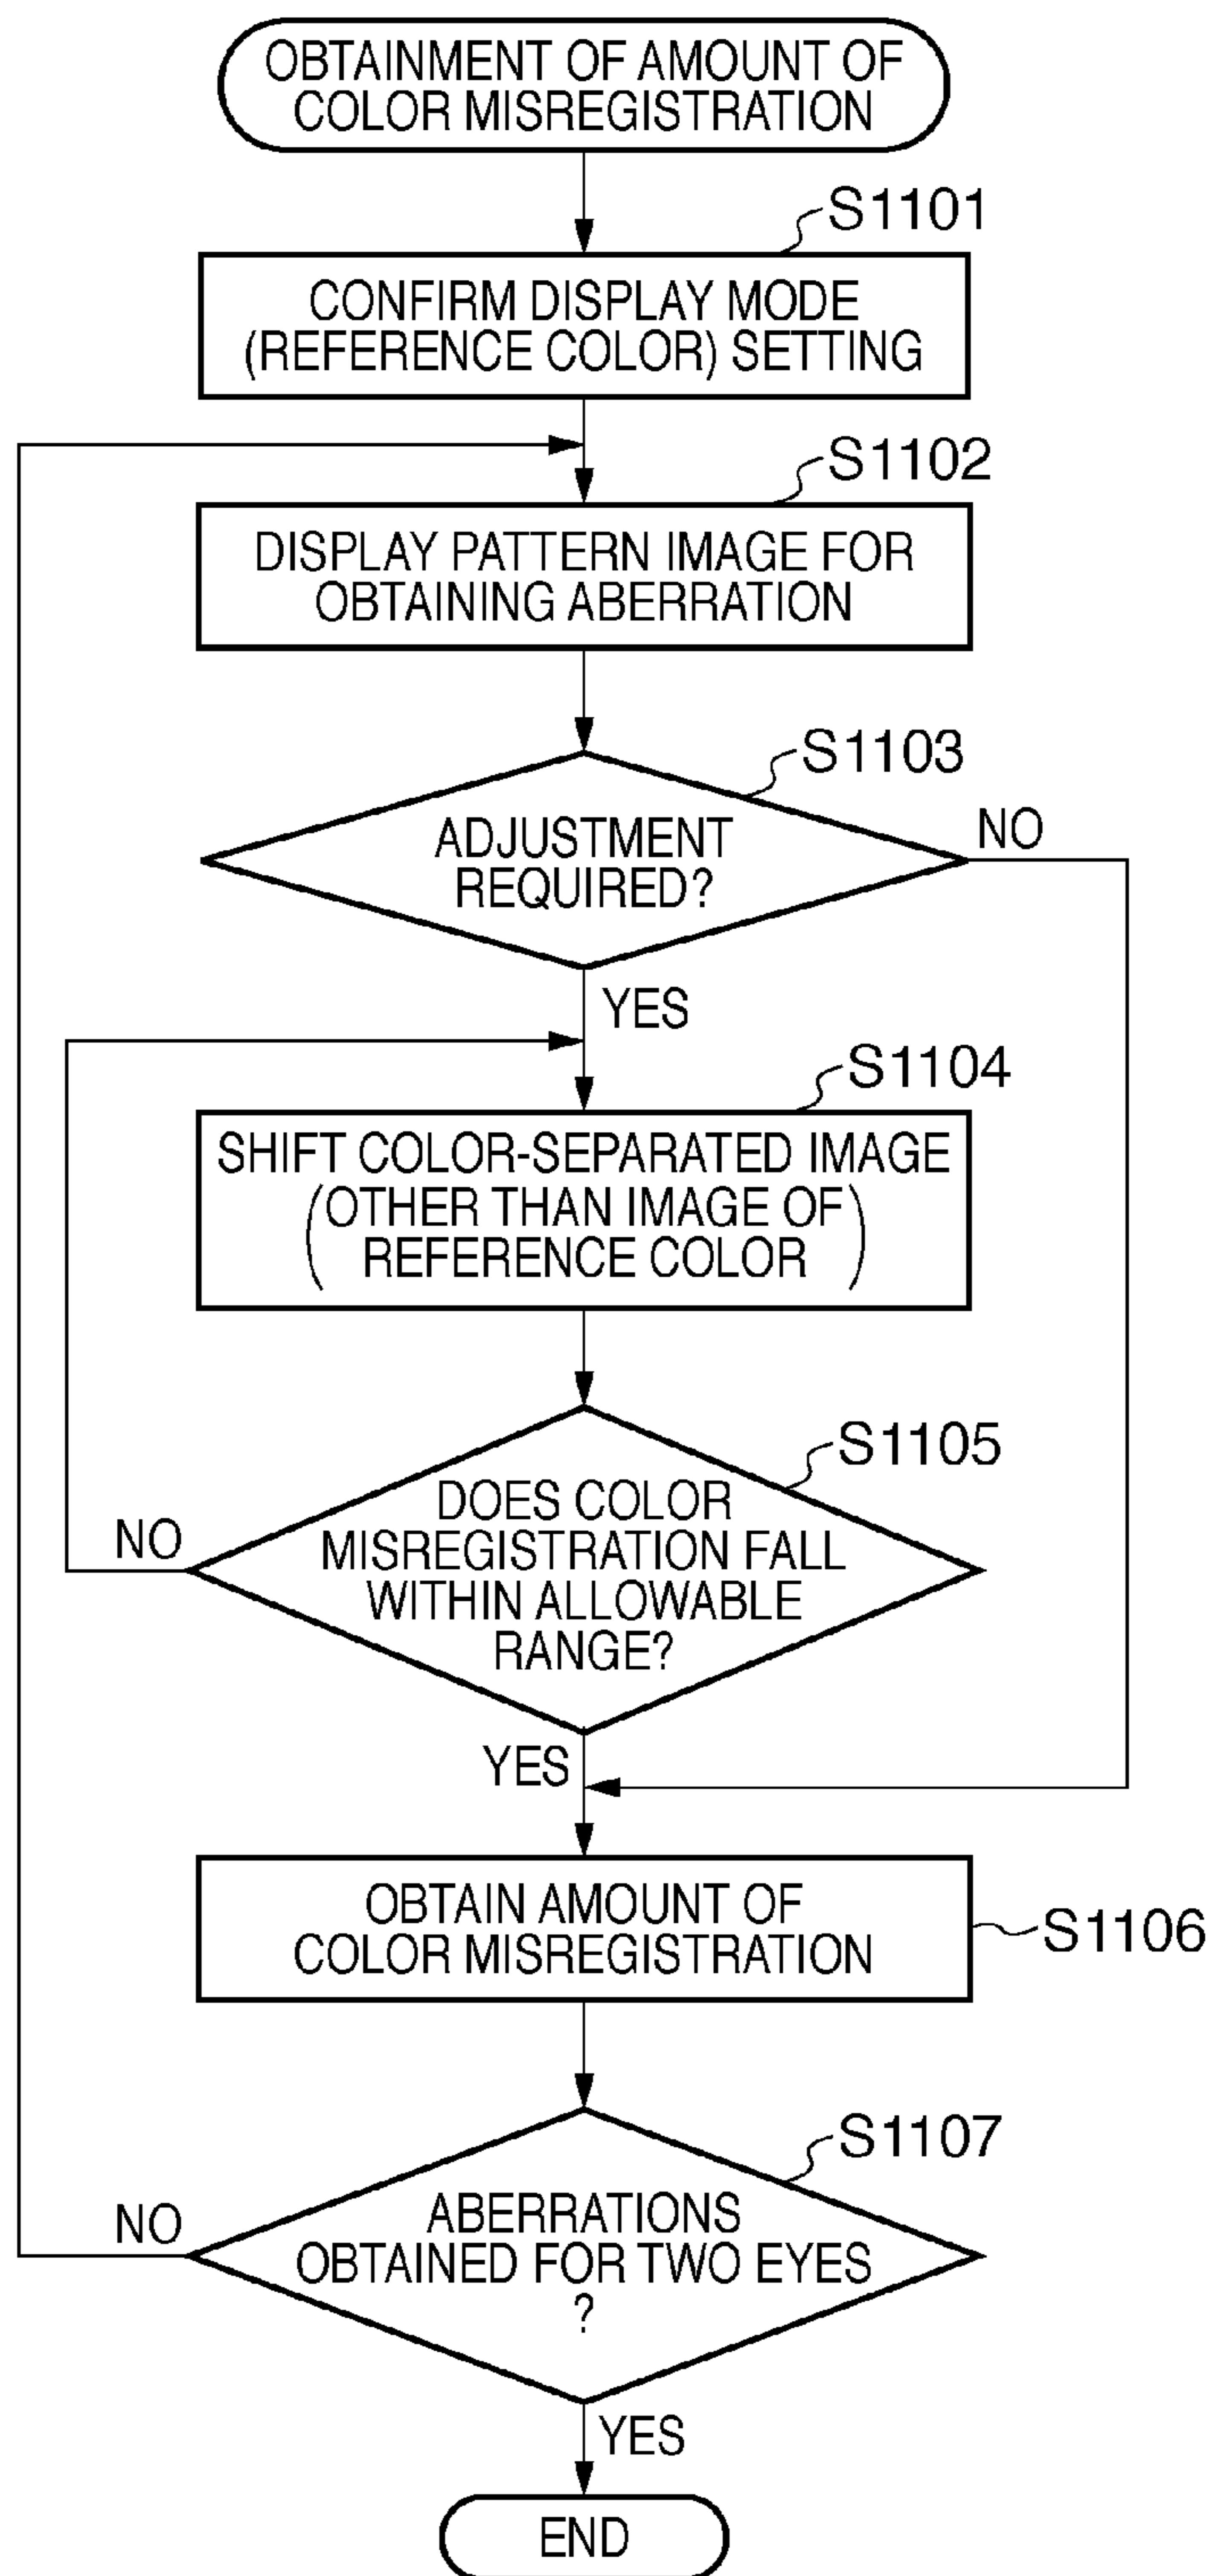 OBTAINMENT OF AMOUNT OF
COLOR MISREGISTRATION
S1101
CONFIRM DISPLAY MODE
(REFERENCE COLOR) SETTING
S1102
DISPLAY PATTERN IMAGE FOR
OBTAINING ABERRATION
S1103
ADJUSTMENT
REQUIRED?
NO
YES
S1104
SHIFT COLOR-SEPARATED IMAGE
(OTHER THAN IMAGE OF
REFERENCE COLOR)
S1105
DOES COLOR
MISREGISTRATION FALL
WITHIN ALLOWABLE
RANGE?
NO
YES
OBTAIN AMOUNT OF
COLOR MISREGISTRATION
S1106
S1107
ABERRATIONS
OBTAINED FOR TWO EYES
?
NO
YES
END